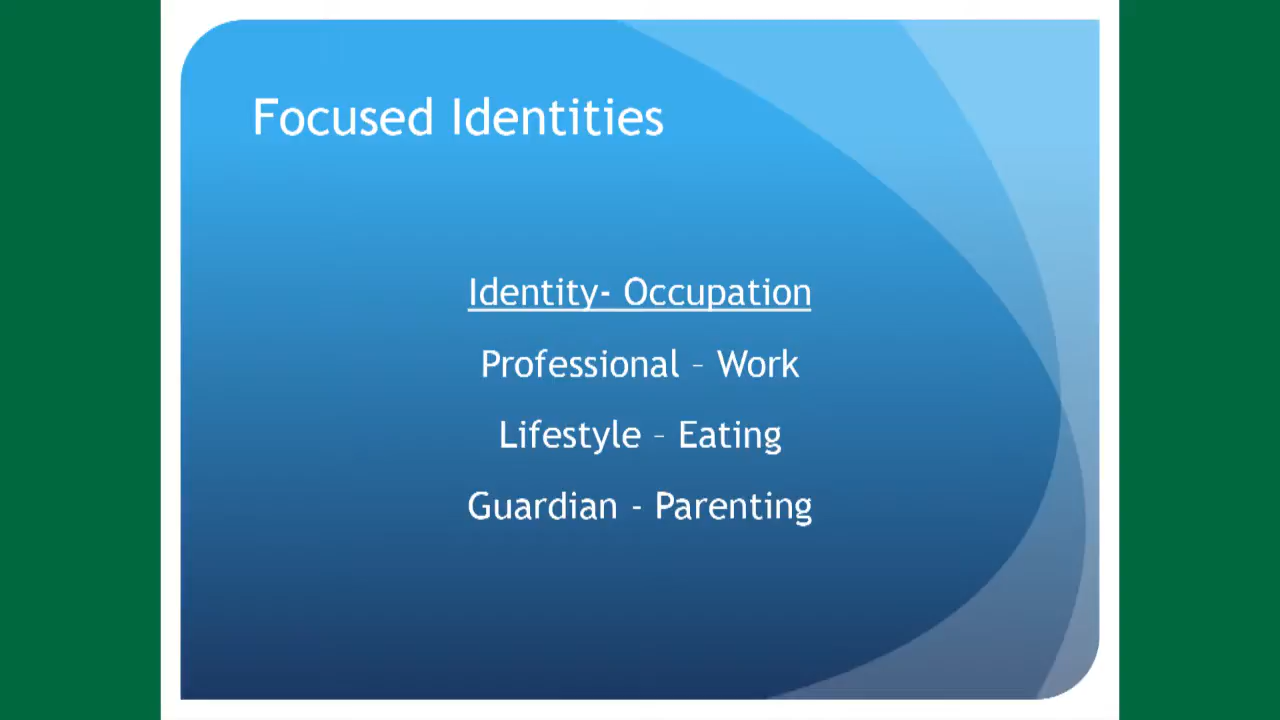 Focused Identities
Identity- Occupation
Professional – Work
Lifestyle – Eating
Guardian - Parenting